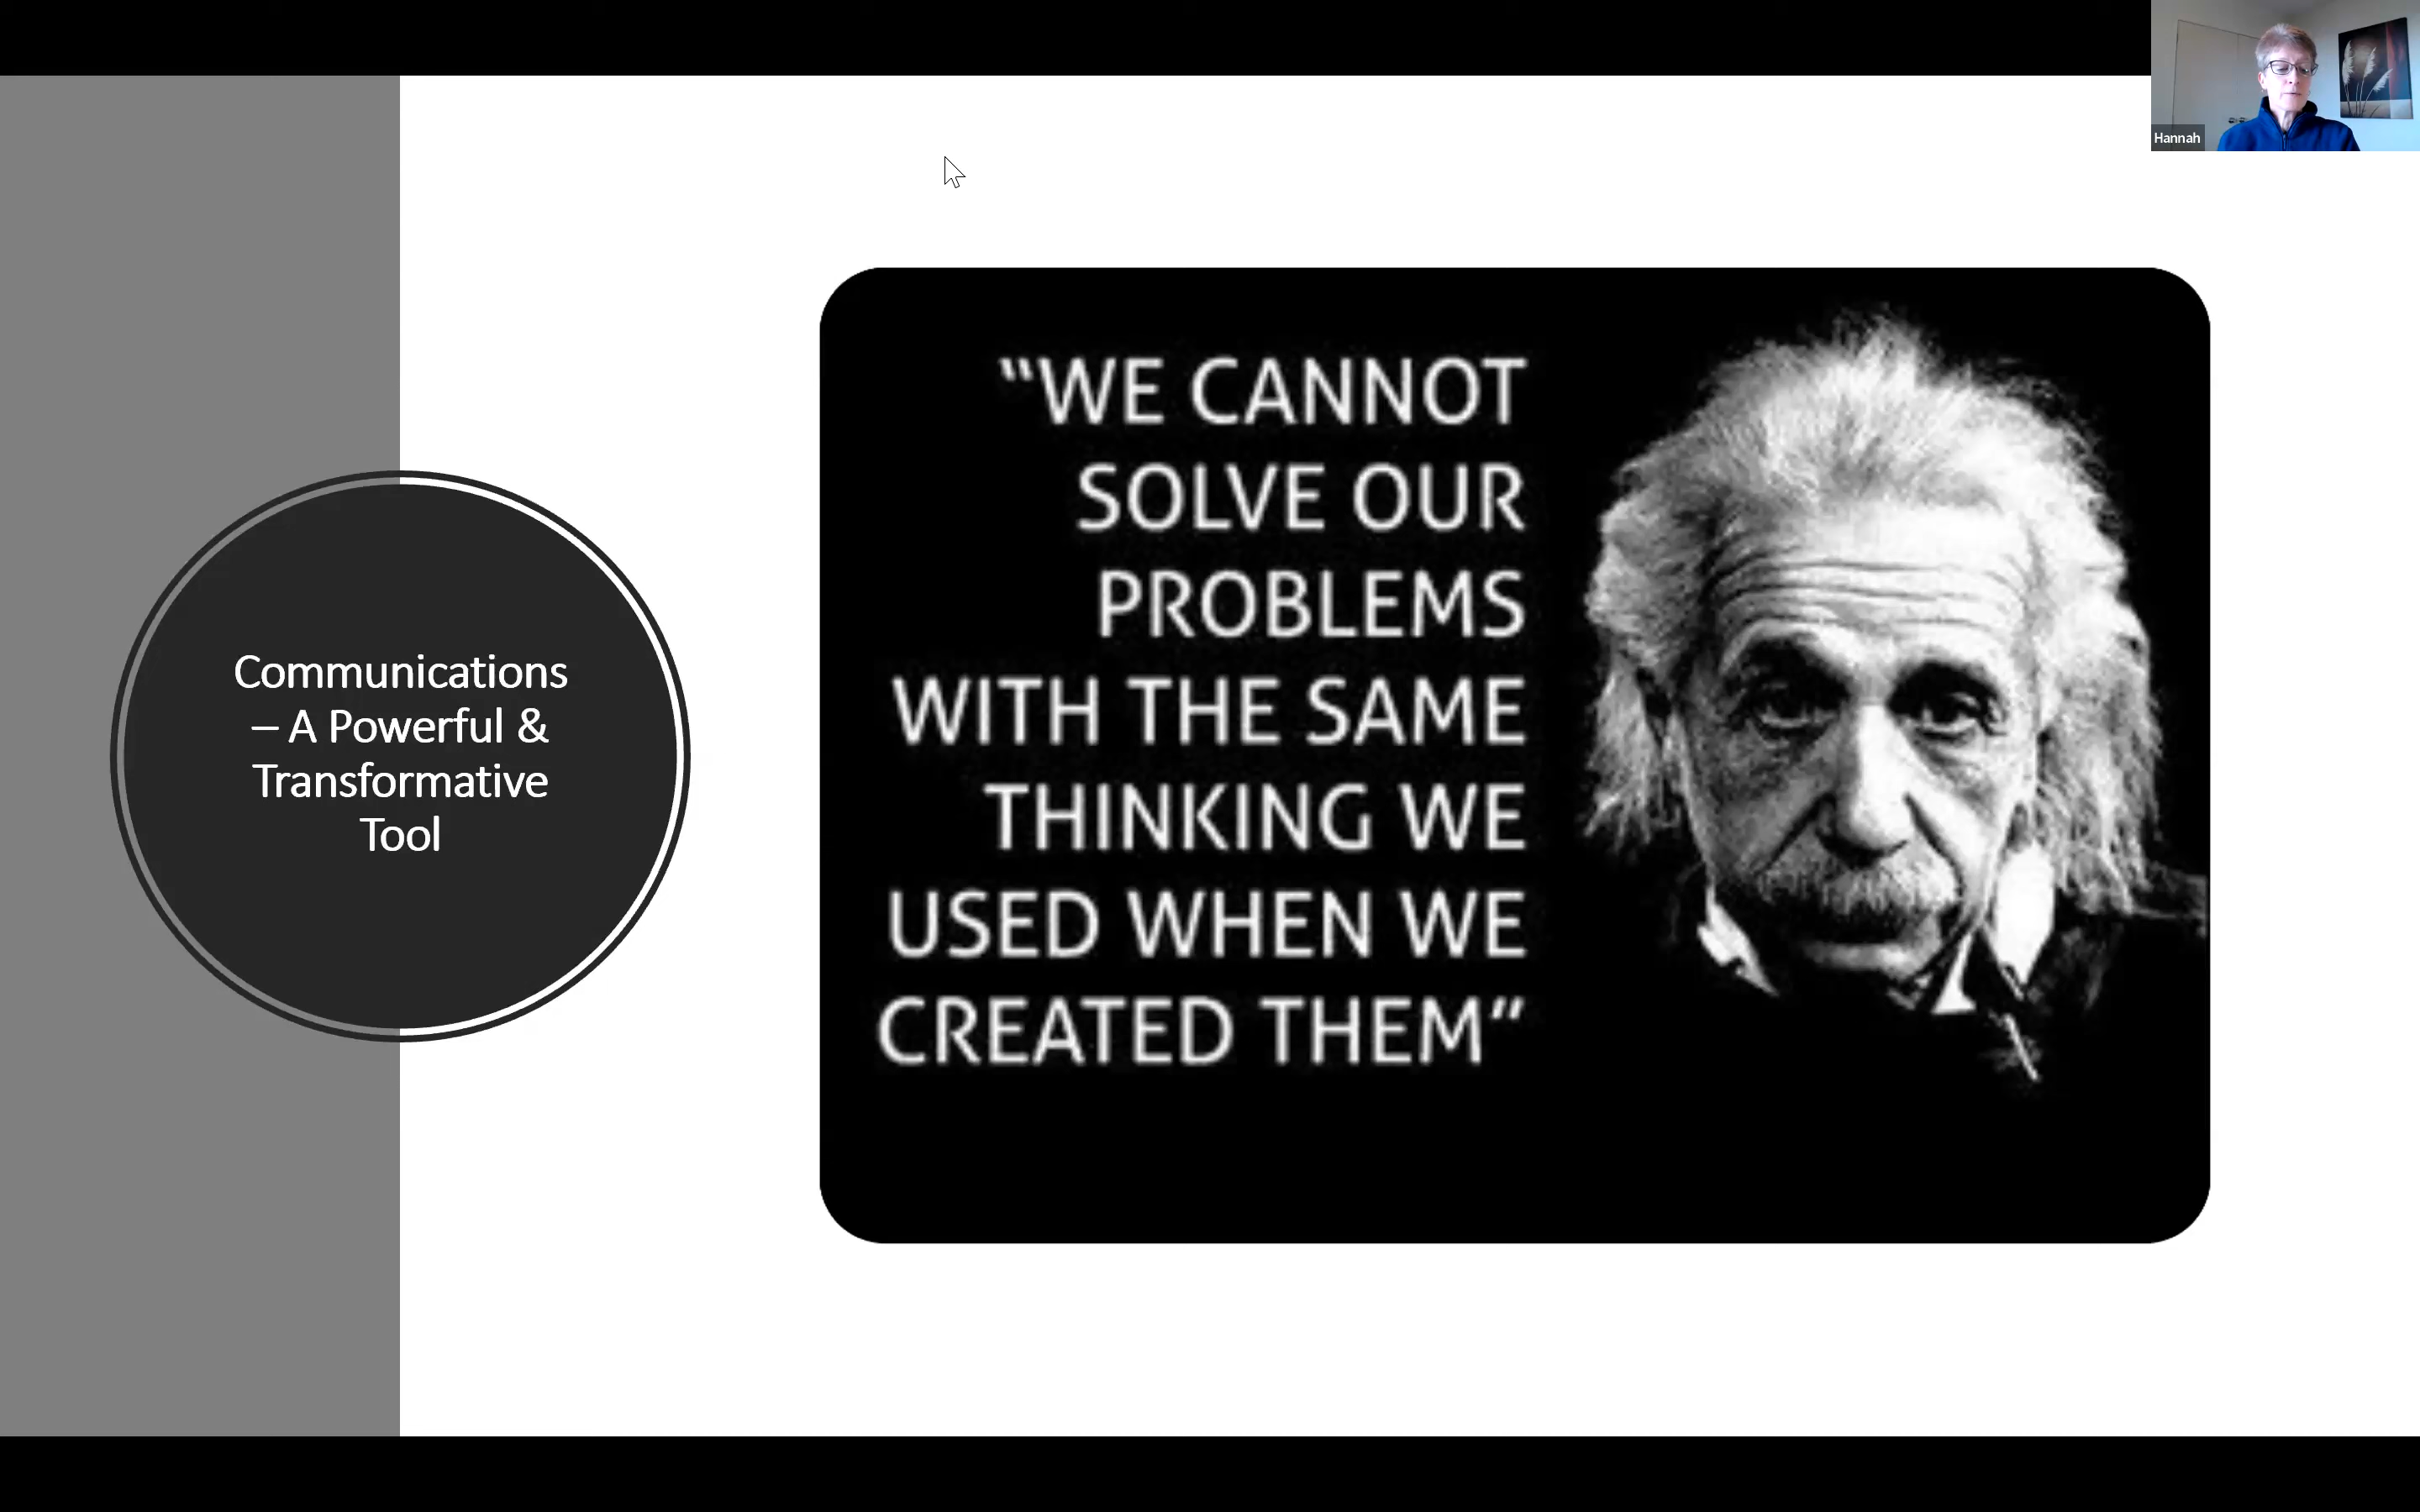 Hannah
Communications
– A Powerful &
Transformative
Tool
"WE CANNOT
SOLVE OUR
PROBLEMS
WITH THE SAME
THINKING WE
USED WHEN WE
CREATED THEM"